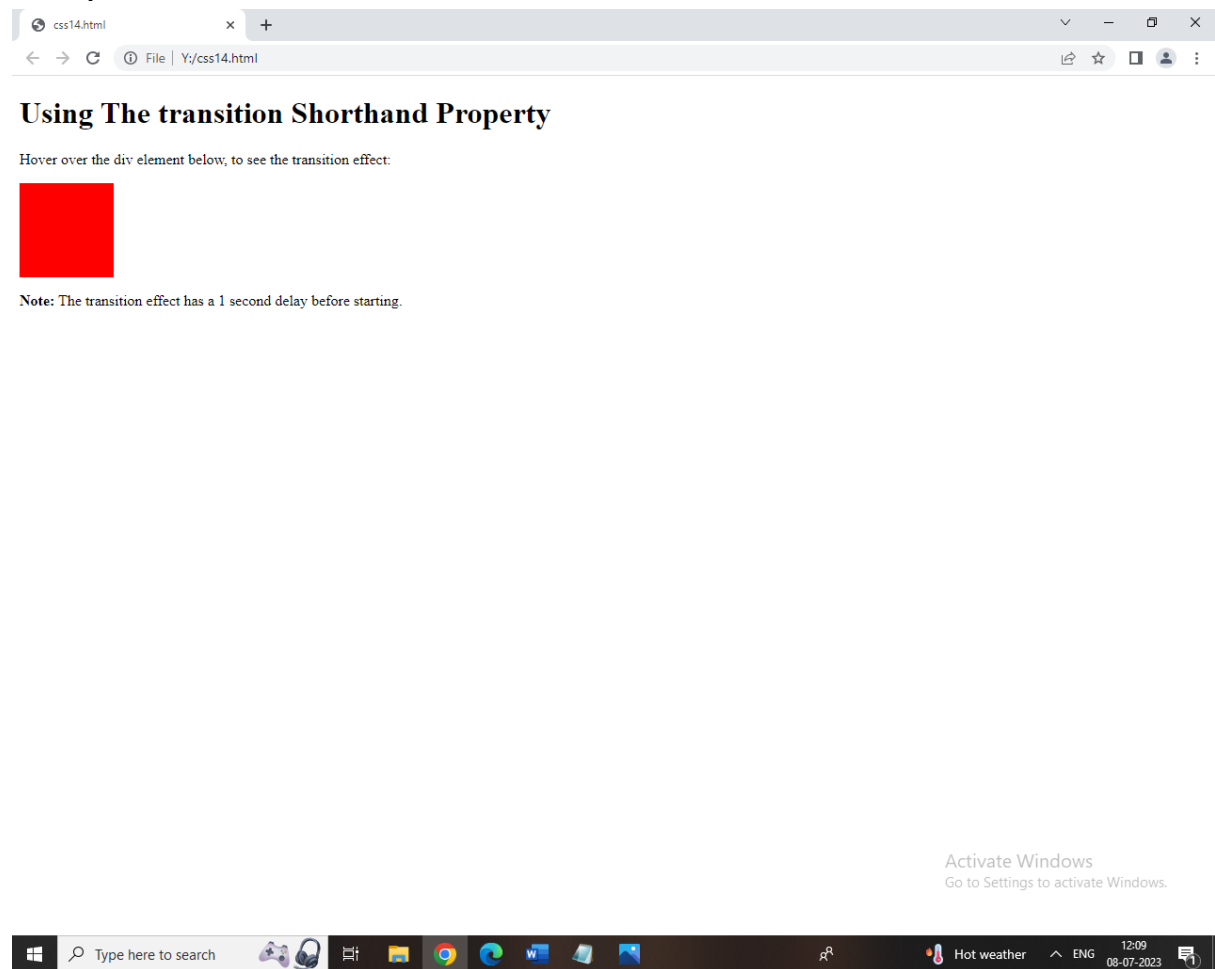 css14.html
File
Y:/css14.html
Using The transition Shorthand Property
Hover over the div element below, to see the transition effect:
Note: The transition effect has a 1 second delay before starting.
Activate Windows
Go to Settings to activate Windows.
Type here to search
Hot weather
ENG
12:09
08-07-2023
1